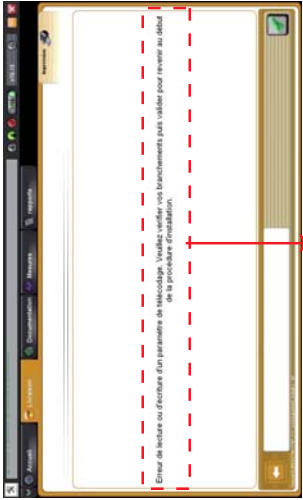 Accueil
Livraison
Documentation
Mesures
Rapports
Erreur de lecture ou d'écriture d'un paramètre de télécodage. Veuillez vérifier vos branchements puis valider pour revenir au début
de la procédure d'installation.